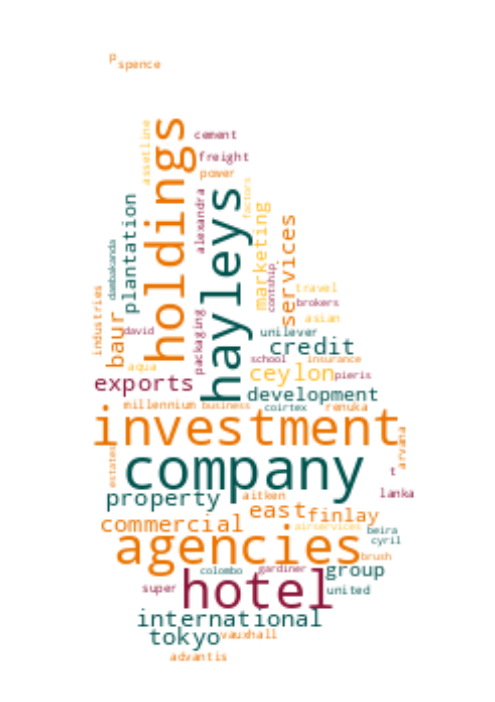 p
spence
assetline
holdings
cement
freight
power
hayleys
alexandra
factors
marketing
services
contship
plantation
dambakanda
industries
baur
david
packaging
travel
brokers
asian
unilever
credit
school
insurance
aqua
ceylon
pieris
exports
development
millennium
business
coirtex
renuka
investment
arvana
company
estates
t
lanka
property
aitken
east
finlay
commercial
airservices
beira
cyril
agencies
brush
colombo
gardiner
group
super
hotel
united
international
tokyo
vauxhall
advantis